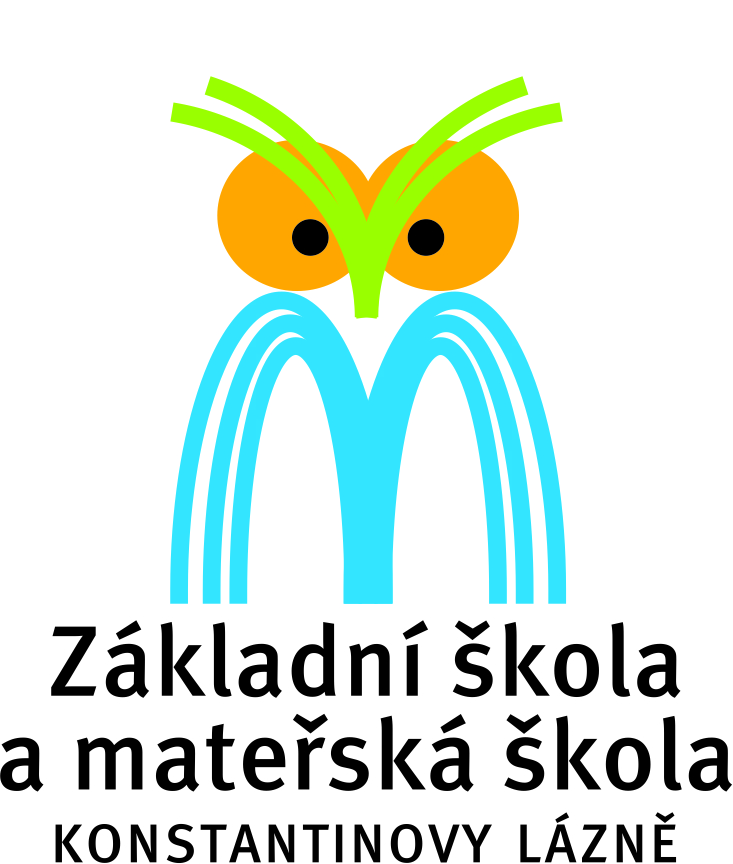 Základní škola
a mateřská škola
KONSTANTINOVY LÁZNĚ